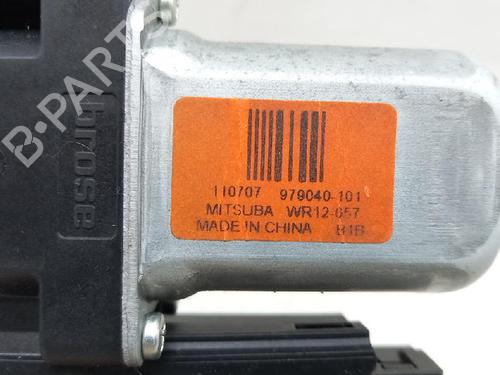 brose
B-PARTS
110707 979040-101
MITSUBA WR12-657
MADE IN CHINA B1B